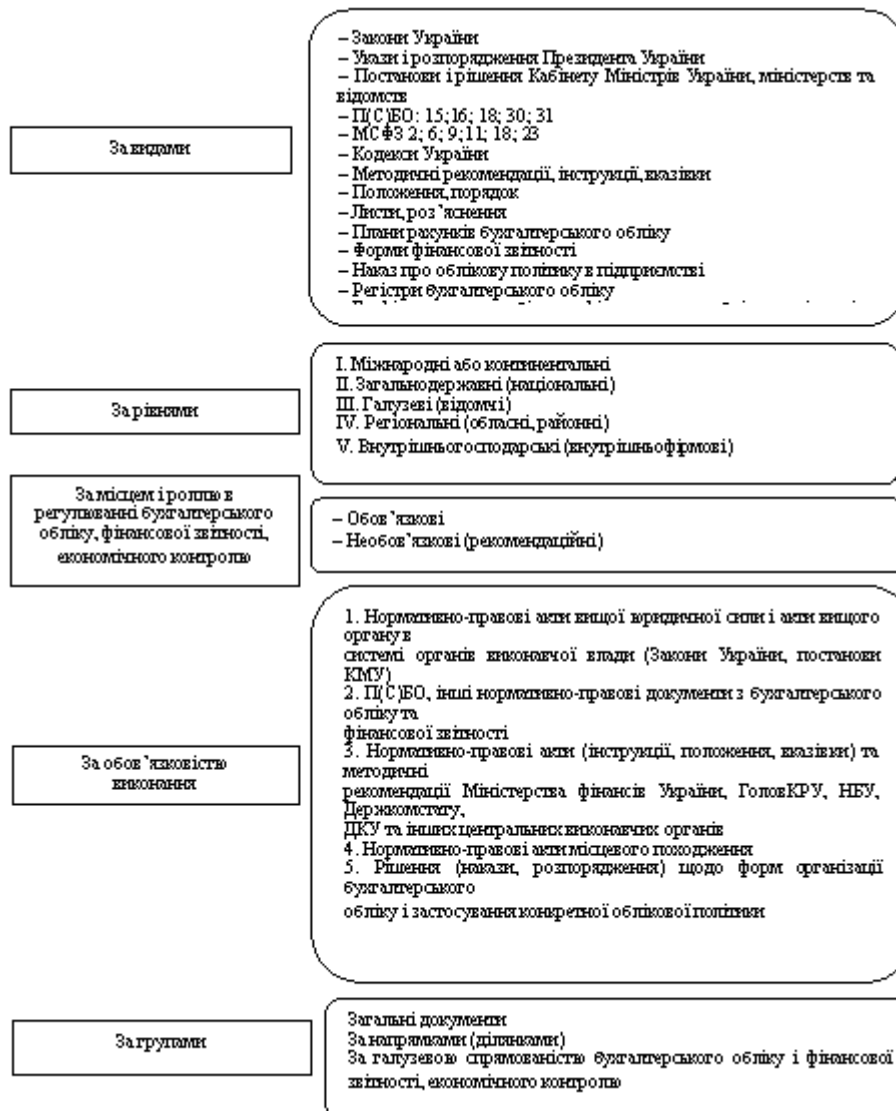 За видами
– Закони України
– Укази і розпорядження Президента України
– Постанови і рішення Кабінету Міністрів України, міністерств та
відомств
– П(С)БО: 15; 16; 18; 30; 31
– МСФЗ 2; 6; 9; 11; 18; 23
– Кодекси України
– Методичні рекомендації, інструкції, вказівки
– Положення, порядок
– Листи, роз’яснення
– Плани рахунків бухгалтерського обліку
– Форми фінансової звітності
– Наказ про облікову політику в підприємстві
– Регістри бухгалтерського обліку
За рівнями
І. Міжнародні або континентальні
ІІ. Загальнодержавні (національні)
ІІІ. Галузеві (відомчі)
IV. Регіональні (обласні, районні)
V. Внутрішньогосподарські (внутрішньофірмові)
За місцем і роллю в
регулюванні бухгалтерського
обліку, фінансової звітності,
економічного контролю
– Обов’язкові
– Необов’язкові (рекомендаційні)
За обов’язковістю
виконання
1. Нормативно-правові акти вищої юридичної сили і акти вищого
органу в
системі органів виконавчої влади (Закони України, постанови
КМУ)
2. П(С)БО, інші нормативно-правові документи з бухгалтерського
обліку та
фінансової звітності
3. Нормативно-правові акти (інструкції, положення, вказівки) та
методичні
рекомендації Міністерства фінансів України, ГоловКРУ, НБУ,
Держкомстату,
ДКУ та інших центральних виконавчих органів
4. Нормативно-правові акти місцевого походження
5. Рішення (накази, розпорядження) щодо форм організації
бухгалтерського
обліку і застосування конкретної облікової політики
За групами
Загальні документи
За напрямками (ділянками)
За галузевою спрямованістю бухгалтерського обліку і фінансової
звітності, економічного контролю